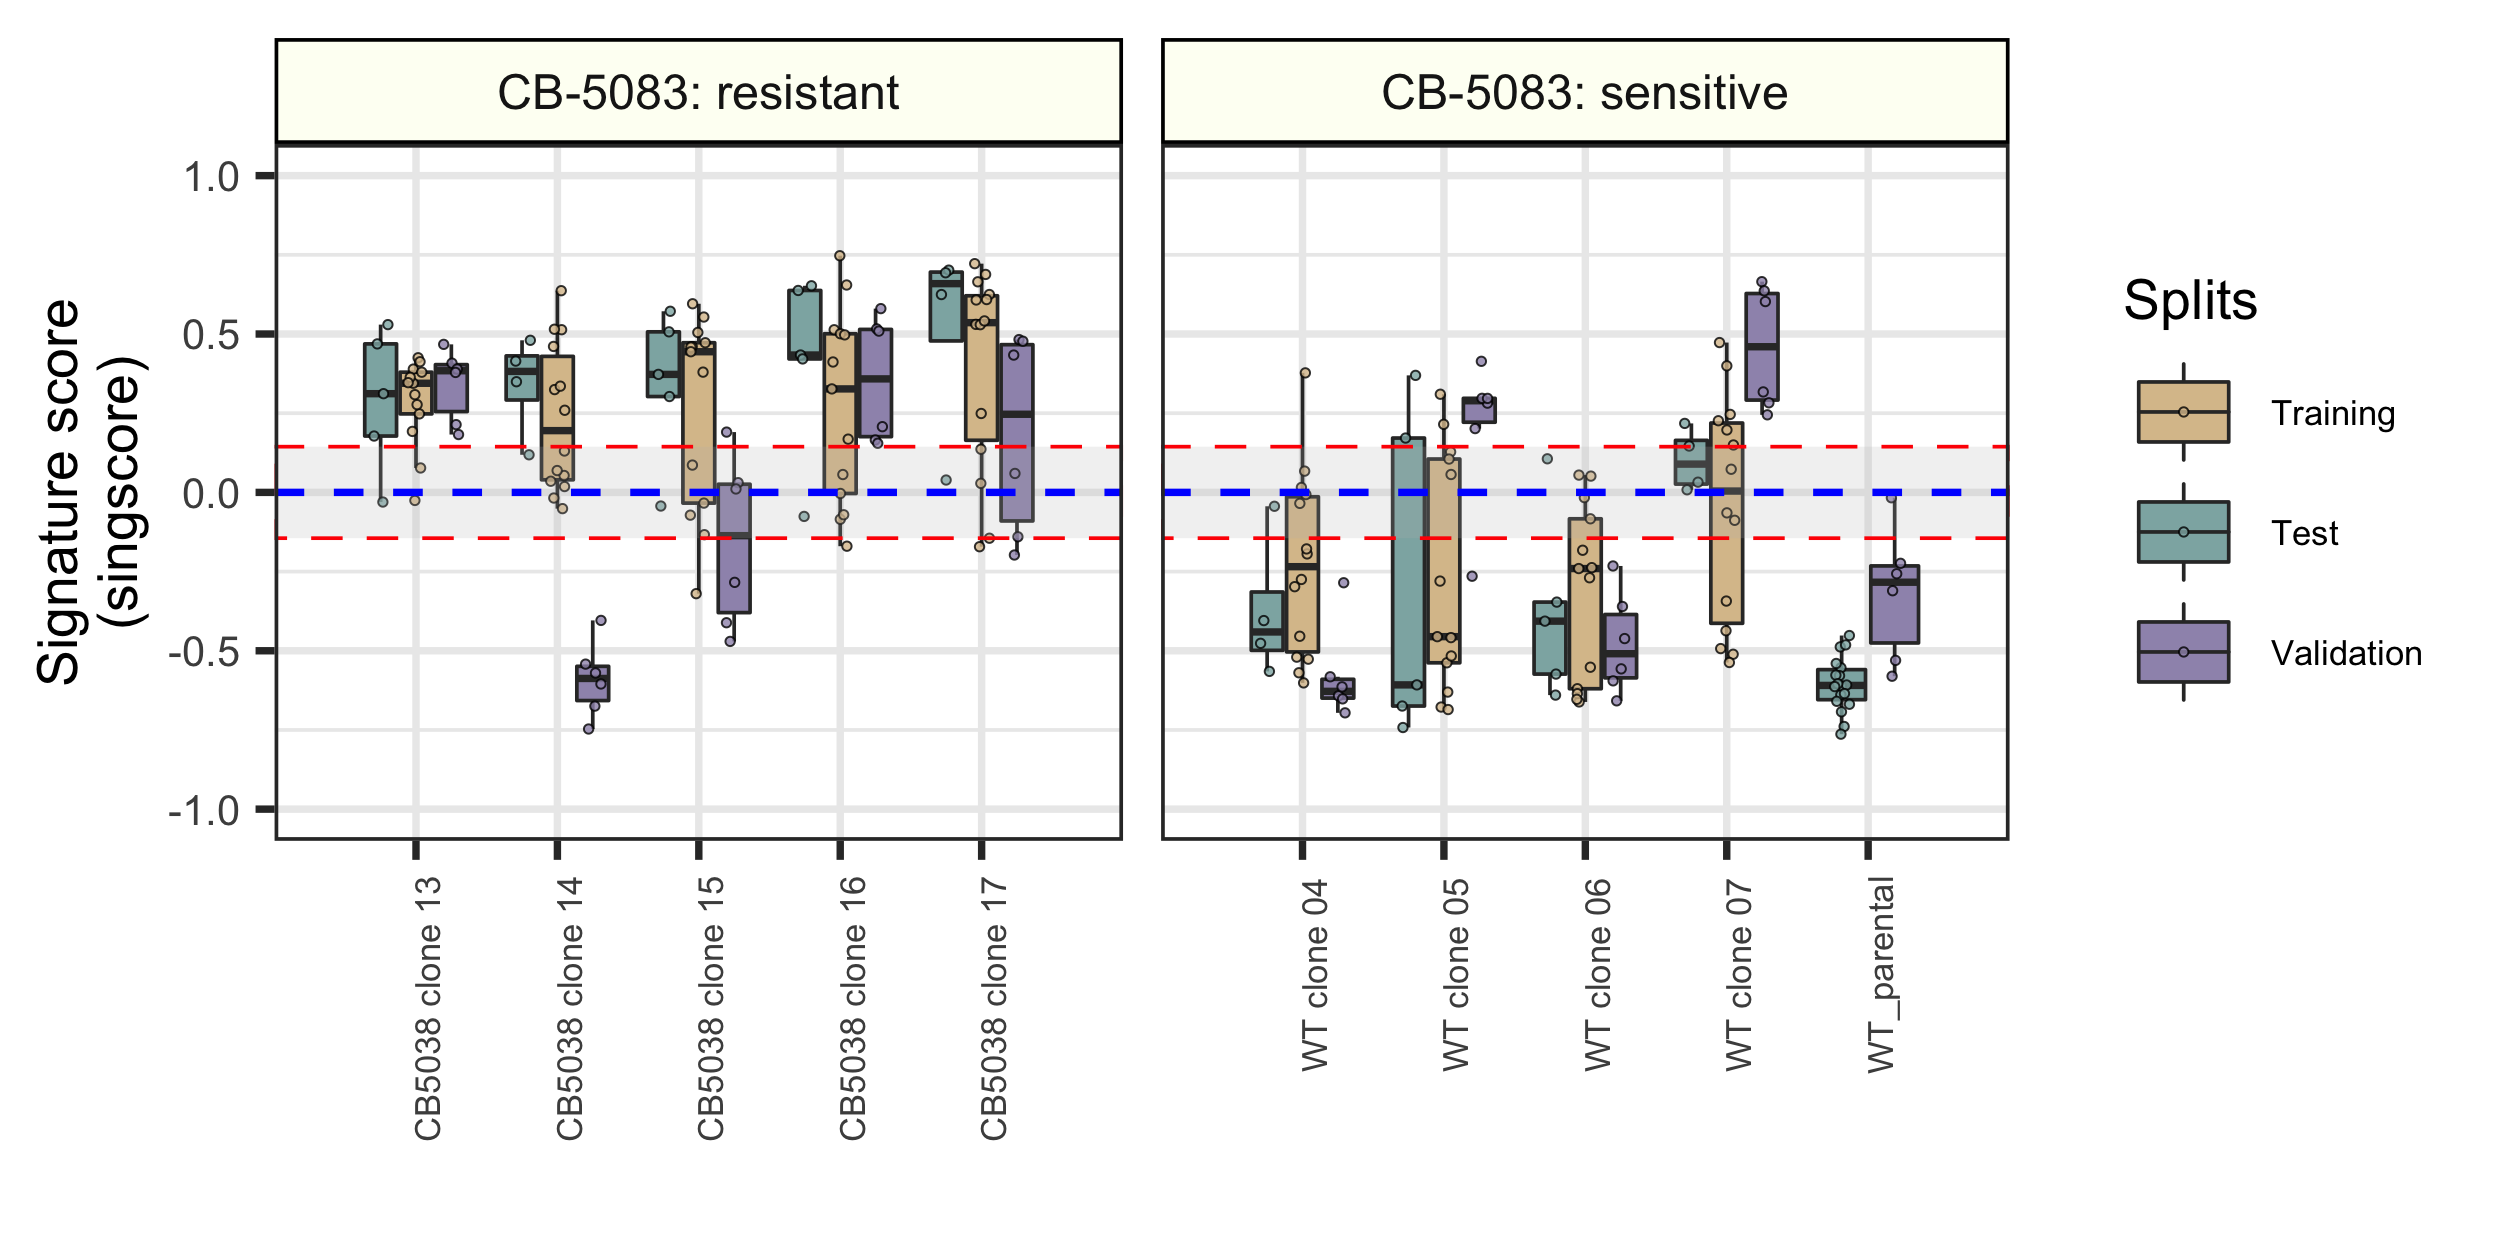 CB-5083: resistant
CB-5083: sensitive
Signature score
(singscore)
1.0
0.5
0.0
-0.5
-1.0
CB5038 clone 13
CB5038 clone 14
CB5038 clone 15
CB5038 clone 16
CB5038 clone 17
WT clone 04
WT clone 05
WT clone 06
WT clone 07
WT_parental
Splits
Training
Test
Validation